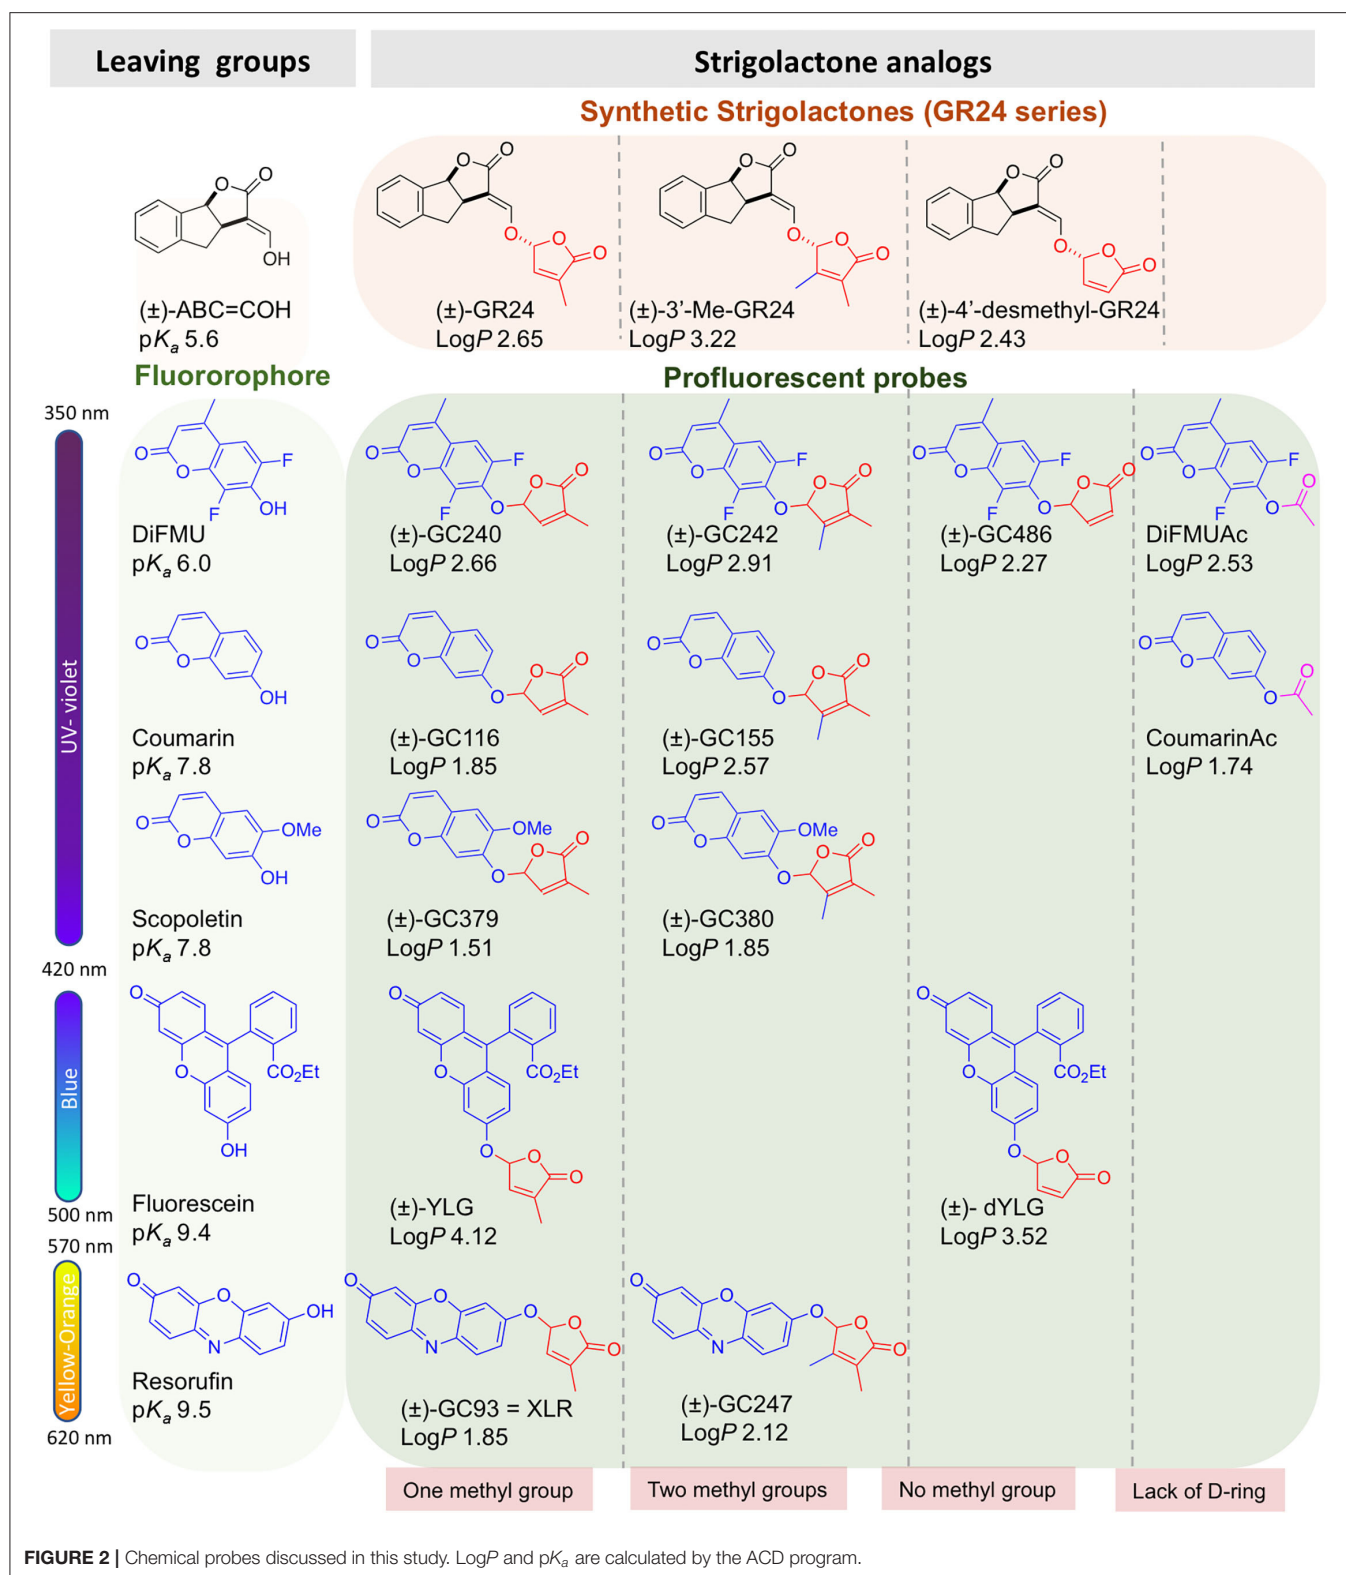 Leaving groups
Strigolactone analogs
Synthetic Strigolactones (GR24 series)
(±)-ABC=COH
pKa 5.6
(±)-GR24
LogP 2.65
(±)-3'-Me-GR24
LogP 3.22
(±)-4'-desmethyl-GR24
LogP 2.43
Fluororophore
Profluorescent probes
350 nm
UV- violet
420 nm
Blue
500 nm
570 nm
Yellow-Orange
620 nm
DiFMU
pKa 6.0
(±)-GC240
LogP 2.66
(±)-GC242
LogP 2.91
(±)-GC486
LogP 2.27
DiFMUAc
LogP 2.53
Coumarin
pKa 7.8
(±)-GC116
LogP 1.85
(±)-GC155
LogP 2.57
CoumarinAc
LogP 1.74
Scopoletin
pKa 7.8
(±)-GC379
LogP 1.51
(±)-GC380
LogP 1.85
Fluorescein
pKa 9.4
(±)-YLG
LogP 4.12
(±)- dYLG
LogP 3.52
Resorufin
pKa 9.5
(±)-GC93 = XLR
LogP 1.85
(±)-GC247
LogP 2.12
One methyl group
Two methyl groups
No methyl group
Lack of D-ring
FIGURE 2 | Chemical probes discussed in this study. LogP and pKa are calculated by the ACD program.